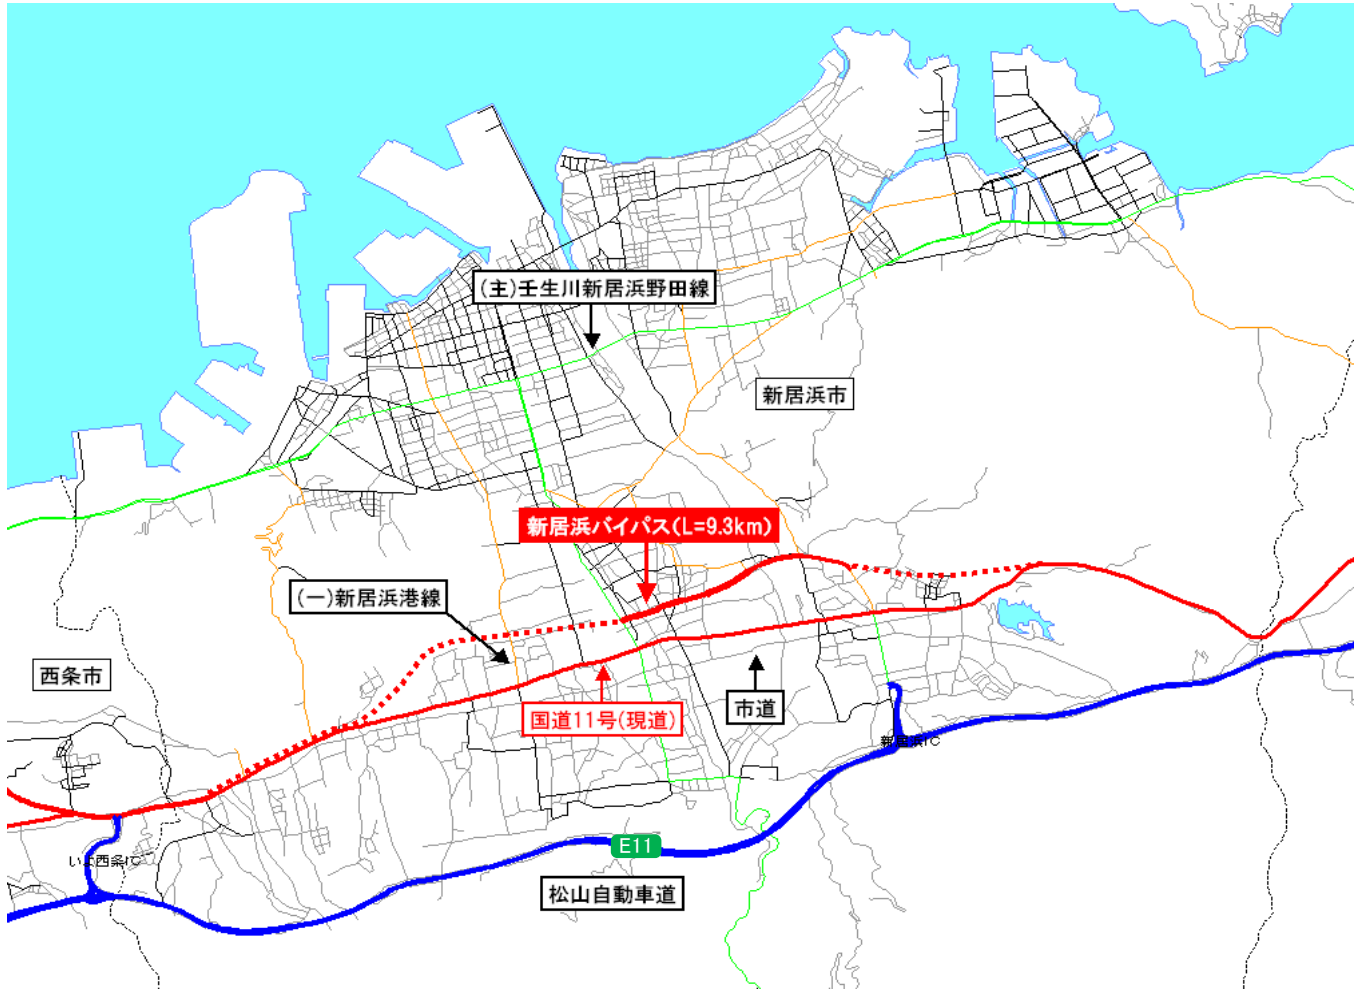 (主)壬生川新居浜野田線
新居浜市
新居浜バイパス(L=9.3km)
(一)新居浜港線
西条市
国道11号(現道)
市道
新居浜IC
E11
いよ西条IC
松山自動車道